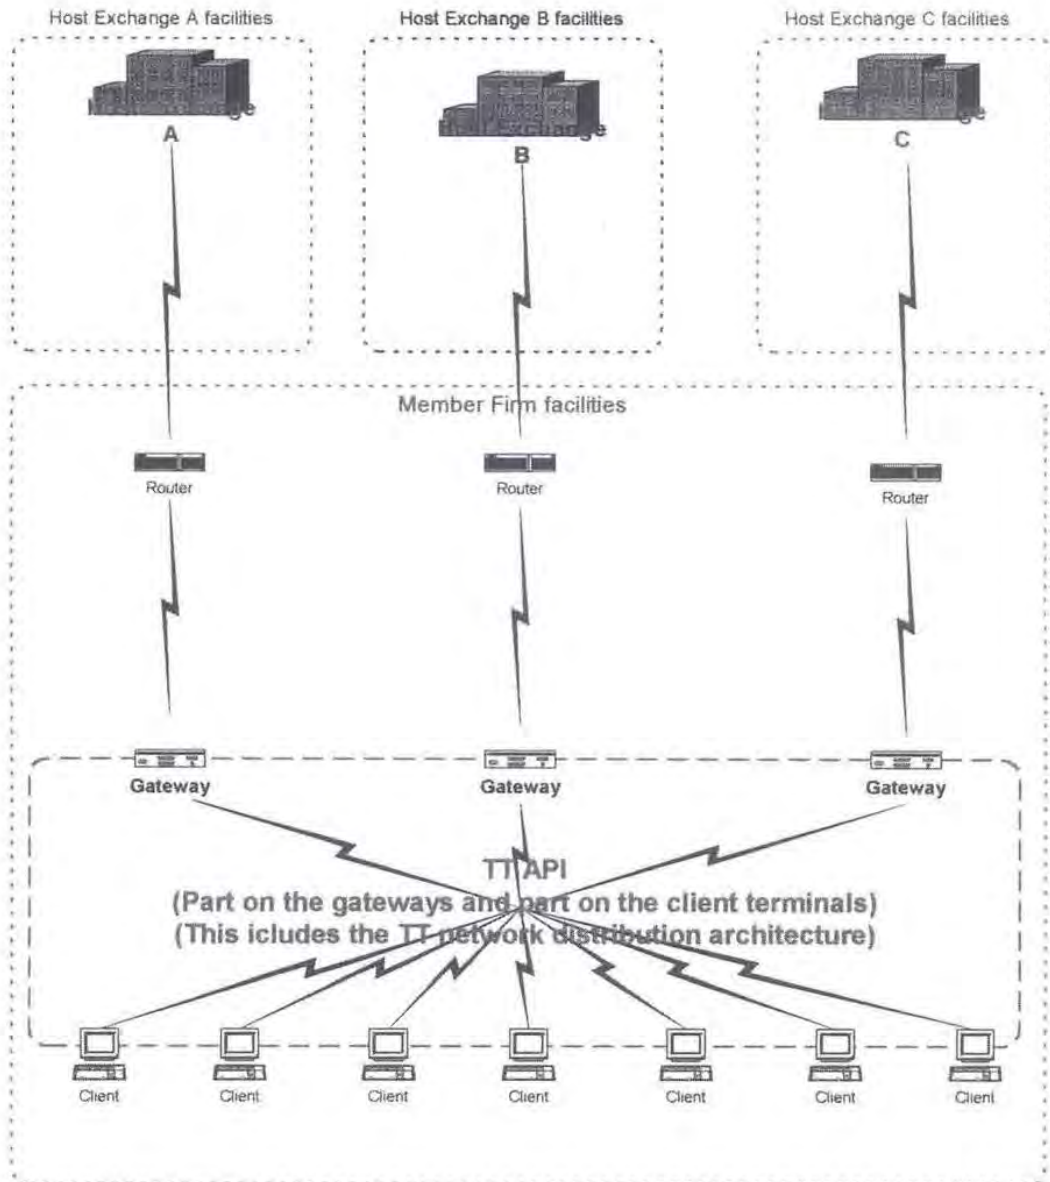 Host Exchange A facilities
Host Exchange B facilities
Host Exchange C facilities
A
Exchange
B
C
Member Firm facilities
Router
Router
Router
Gateway
Gateway
Gateway
TT API
(Part on the gateways and part on the client terminals)
(This icludes the TT network distribution architecture)
Client
Client
Client
Client
Client
Client
Client